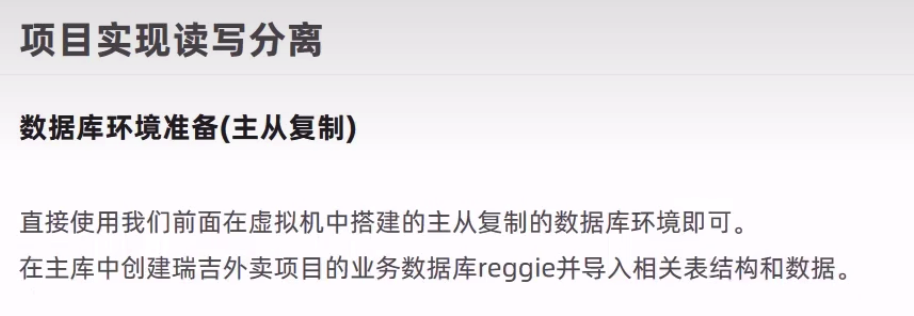 项目实现读写分离
数据库环境准备(主从复制)
直接使用我们前面在虚拟机中搭建的主从复制的数据库环境即可。
在主库中创建瑞吉外卖项目的业务数据库reggie并导入相关表结构和数据。